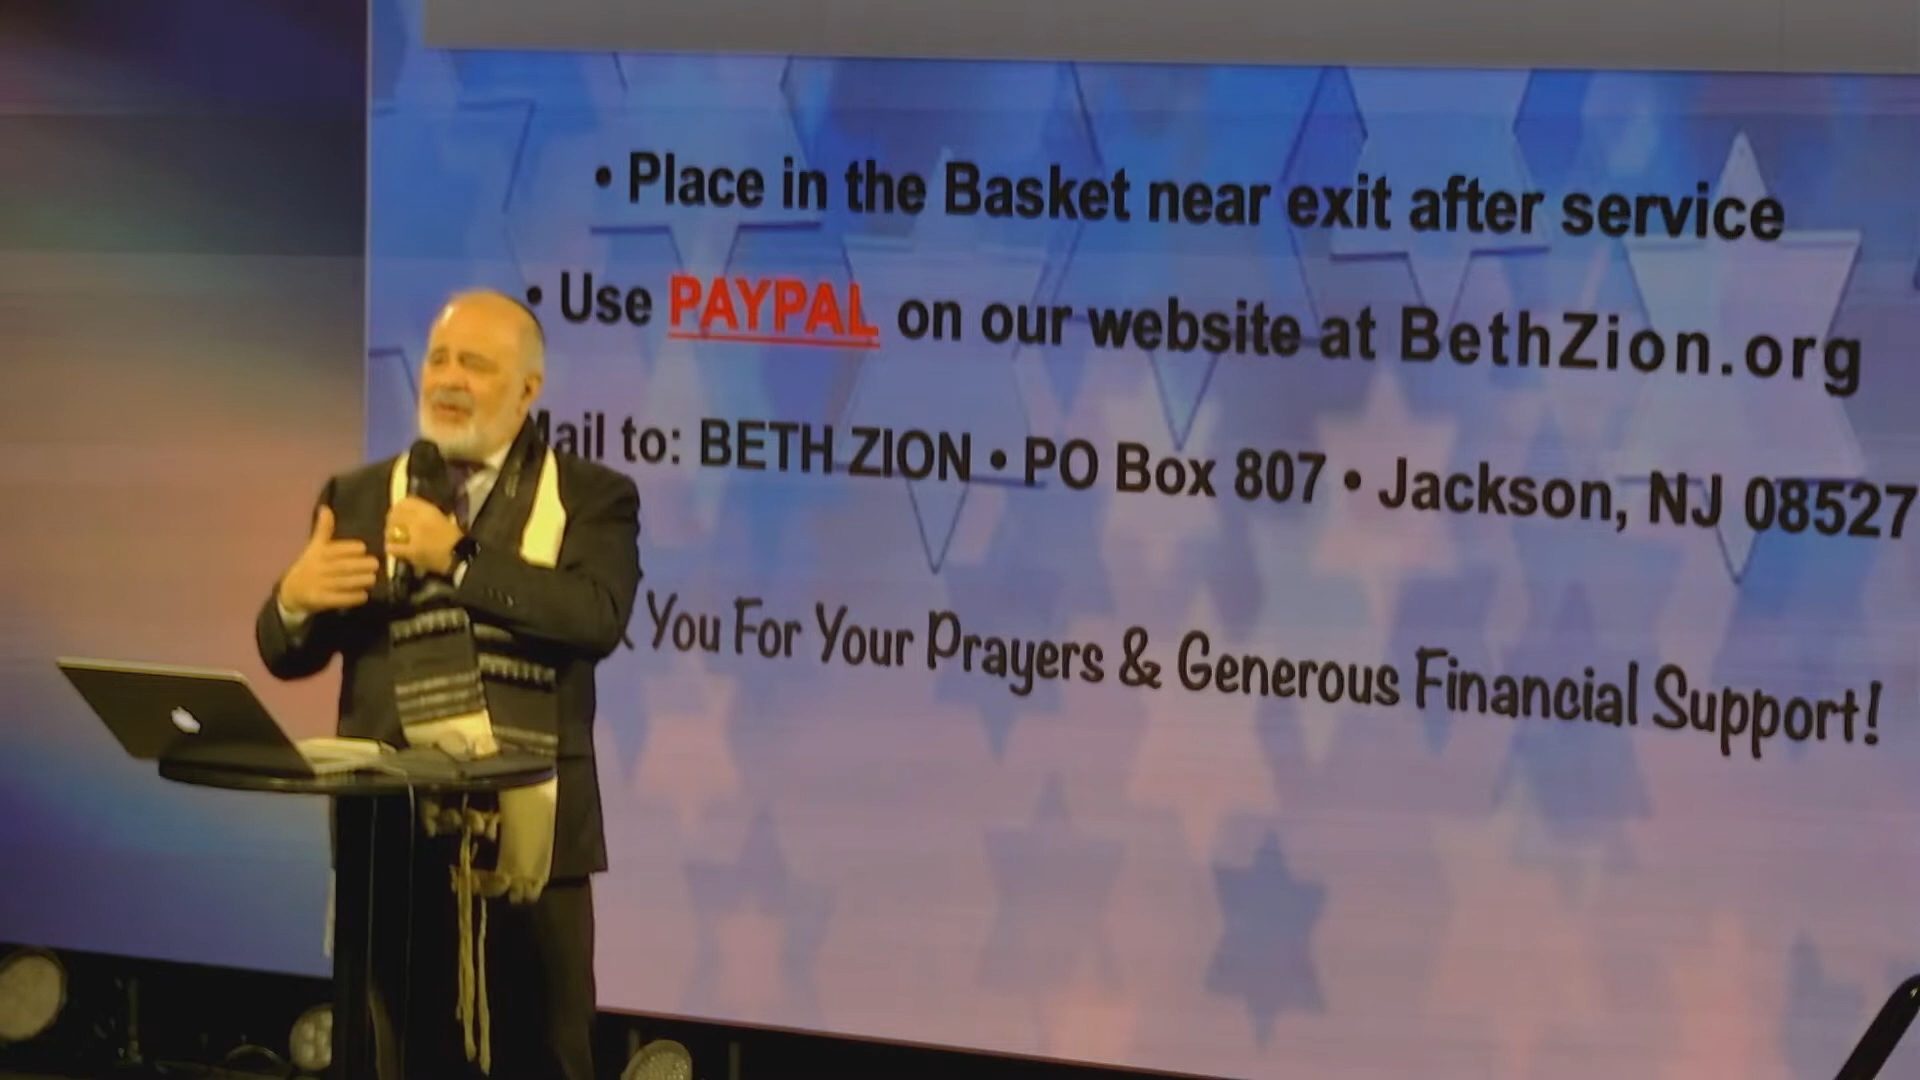 • Place in the Basket near exit after service
• Use PAYPAL on our website at BethZion.org
Mail to: BETH ZION • PO Box 807 • Jackson, NJ 08527
You For Your Prayers & Generous Financial Support!